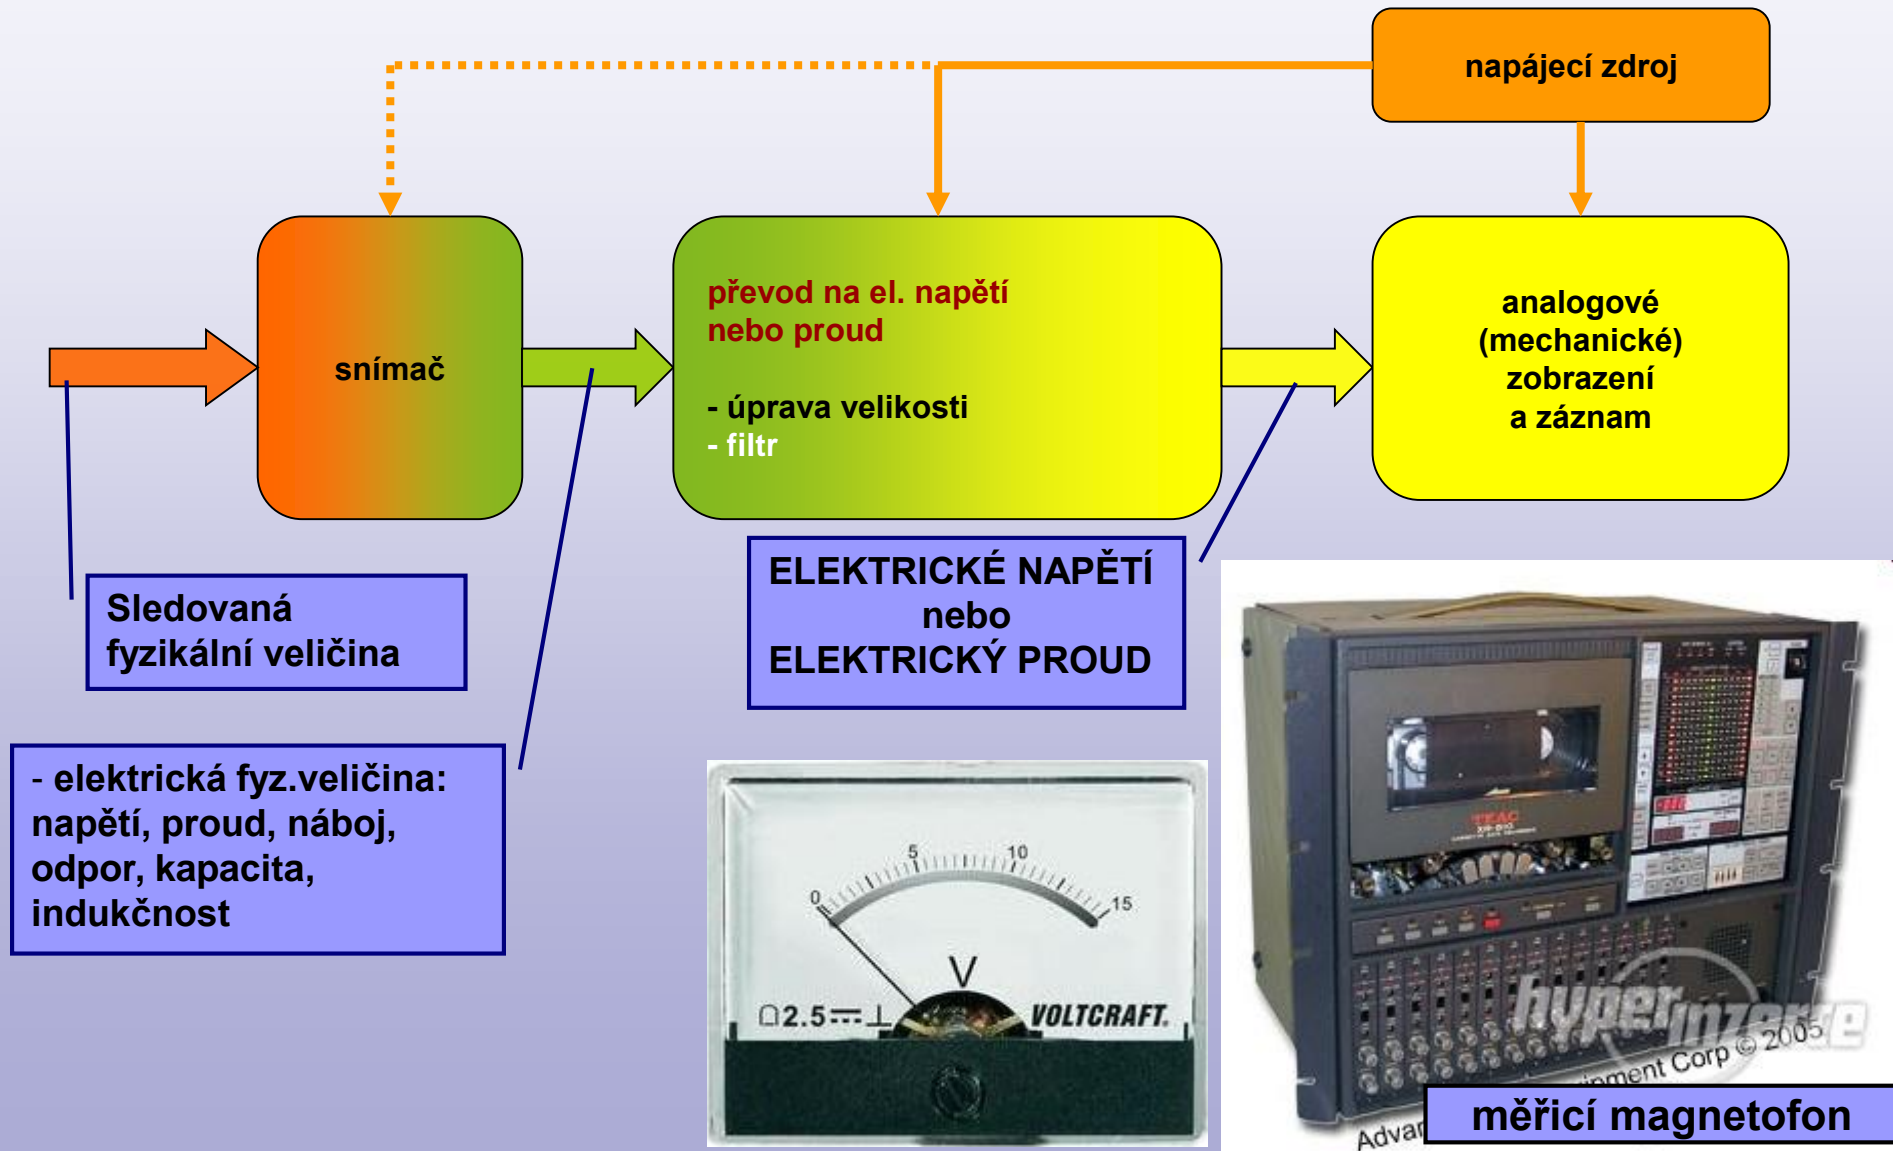 napájecí zdroj
snímač
převod na el. napětí
nebo proud
- úprava velikosti
- filtr
analogové
(mechanické)
zobrazení
a záznam
Sledovaná
fyzikální veličina
ELEKTRICKÉ NAPĚTÍ
nebo
ELEKTRICKÝ PROUD
- elektrická fyz.veličina:
napětí, proud, náboj,
odpor, kapacita,
indukčnost
0 5 10 15
V
2.5
VOLTCRAFT.
TEAC
hyperinzerce
Corp © 2005
měřicí magnetofon